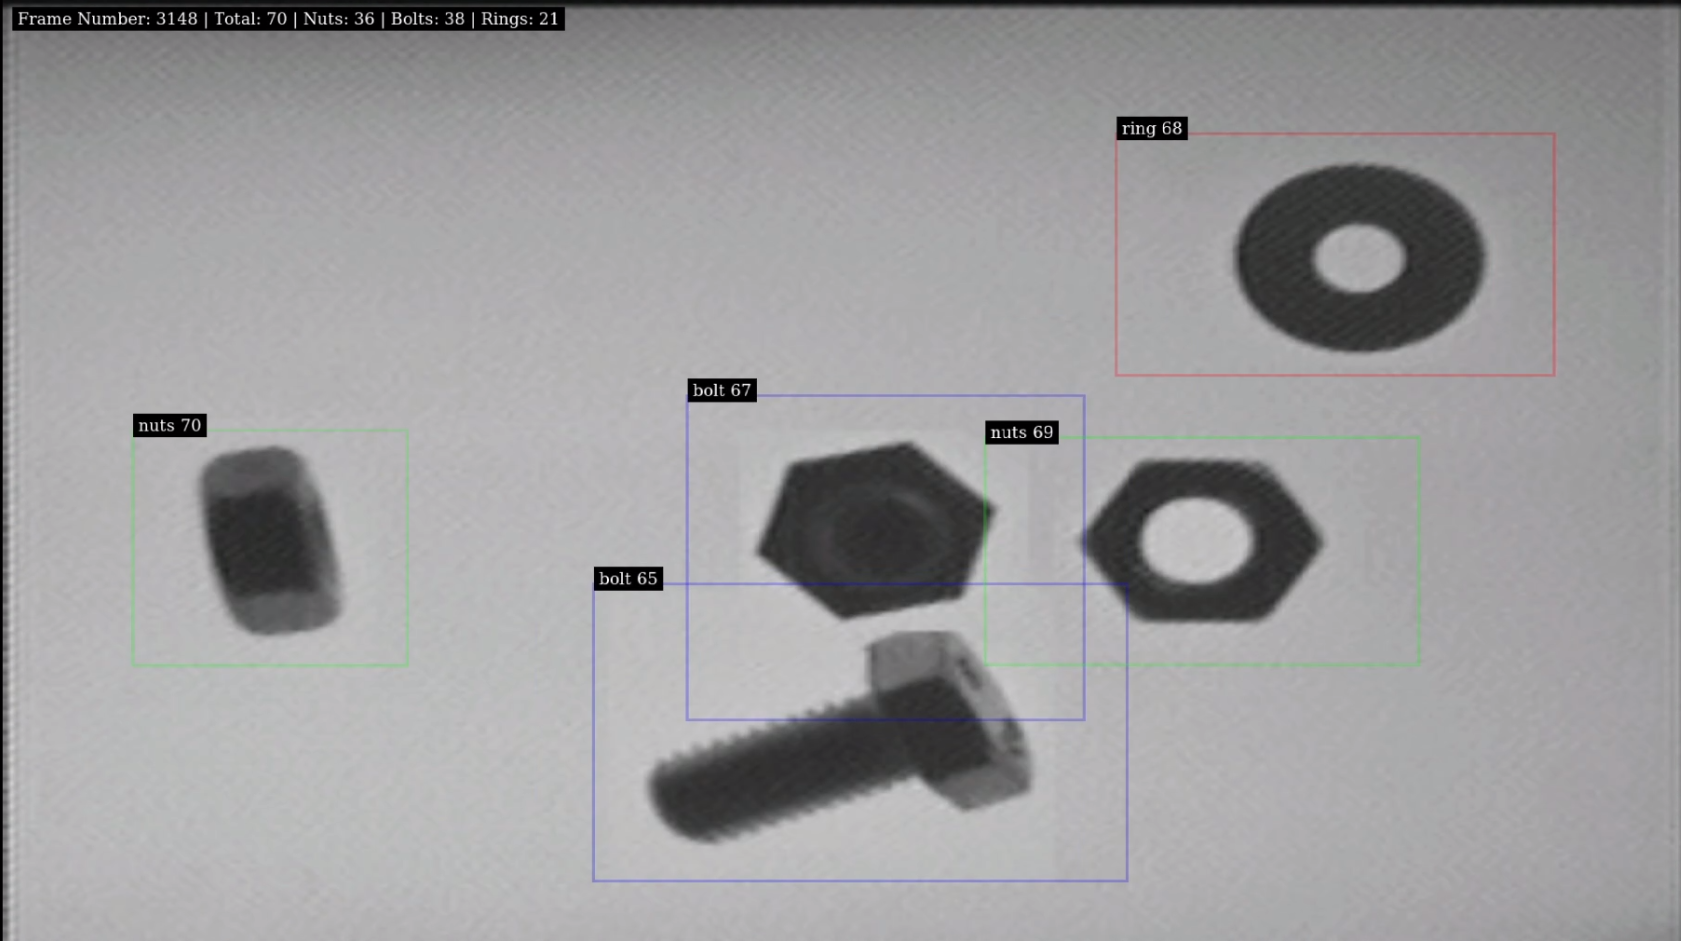 Frame Number: 3148 | Total: 70 | Nuts: 36 | Bolts: 38 | Rings: 21
ring 68
bolt 67
nuts 70
nuts 69
bolt 65